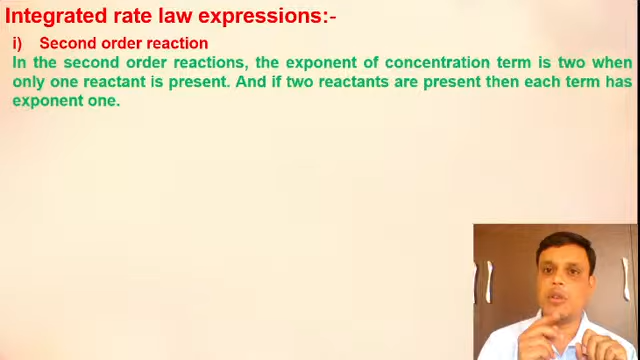 Integrated rate law expressions:-
i) Second order reaction
In the second order reactions, the exponent of concentration term is two when
only one reactant is present. And if two reactants are present then each term has
exponent one.